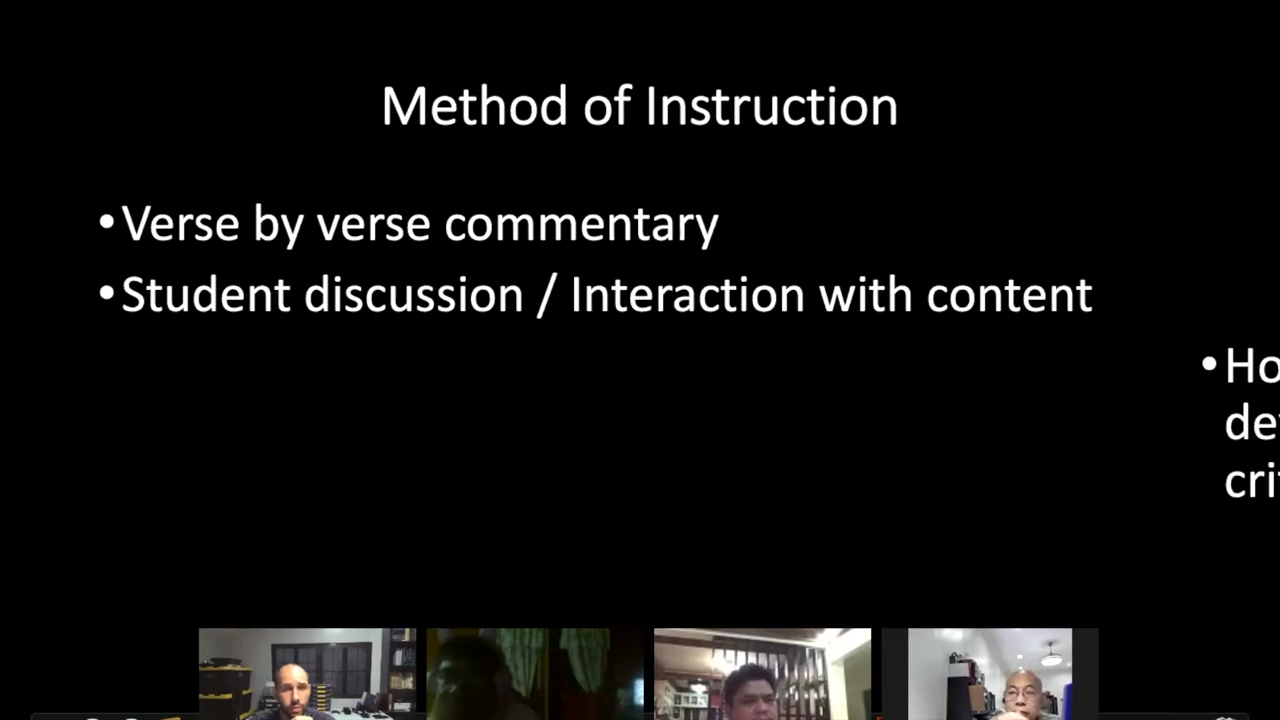 Method of Instruction
•Verse by verse commentary
•Student discussion / Interaction with content